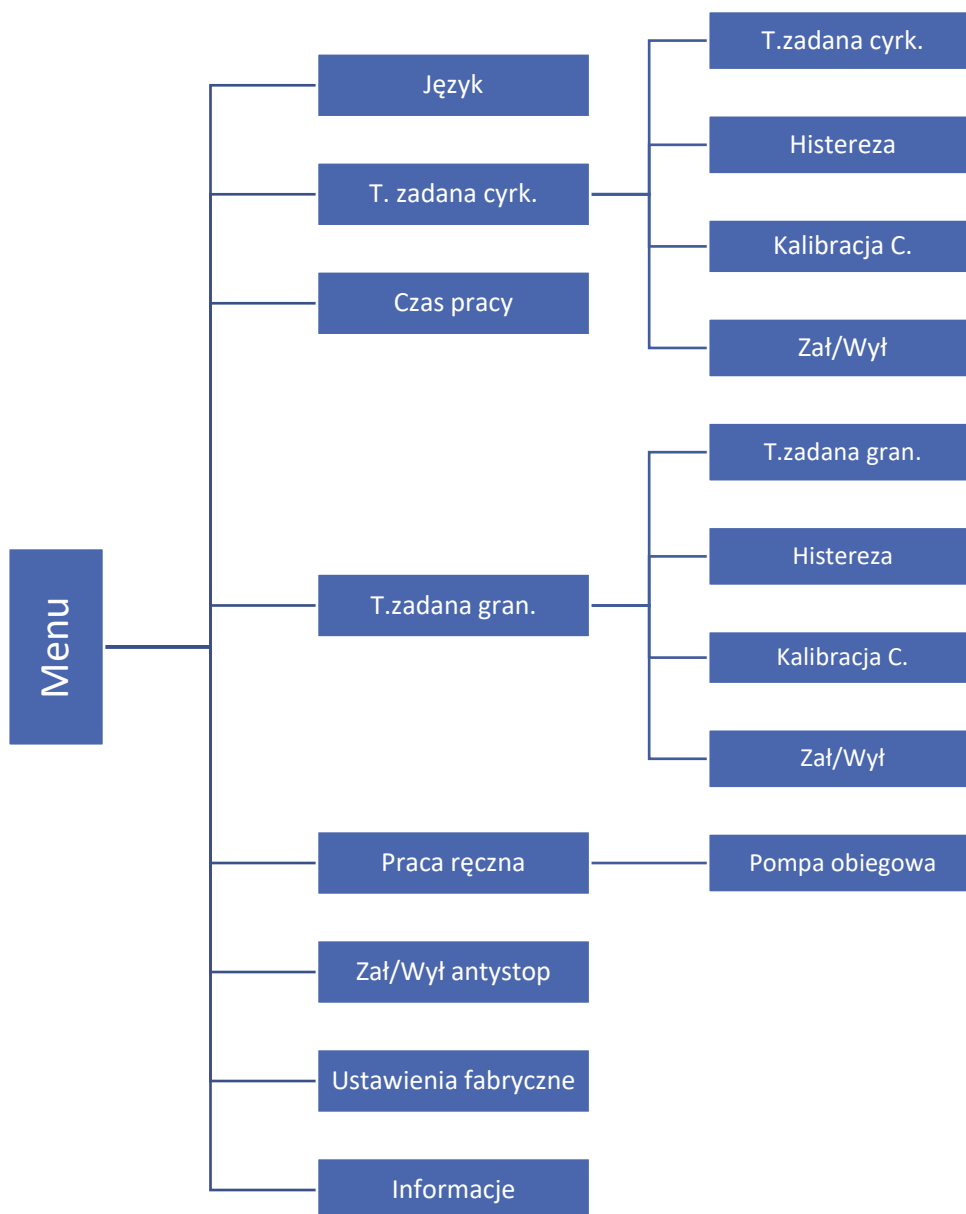 Menu
Język
T. zadana cyrk.
T.zadana cyrk.
Histereza
Kalibracja C.
Zał/Wył
Czas pracy
T.zadana gran.
T.zadana gran.
Histereza
Kalibracja C.
Zał/Wył
Praca ręczna
Pompa obiegowa
Zał/Wył antystop
Ustawienia fabryczne
Informacje